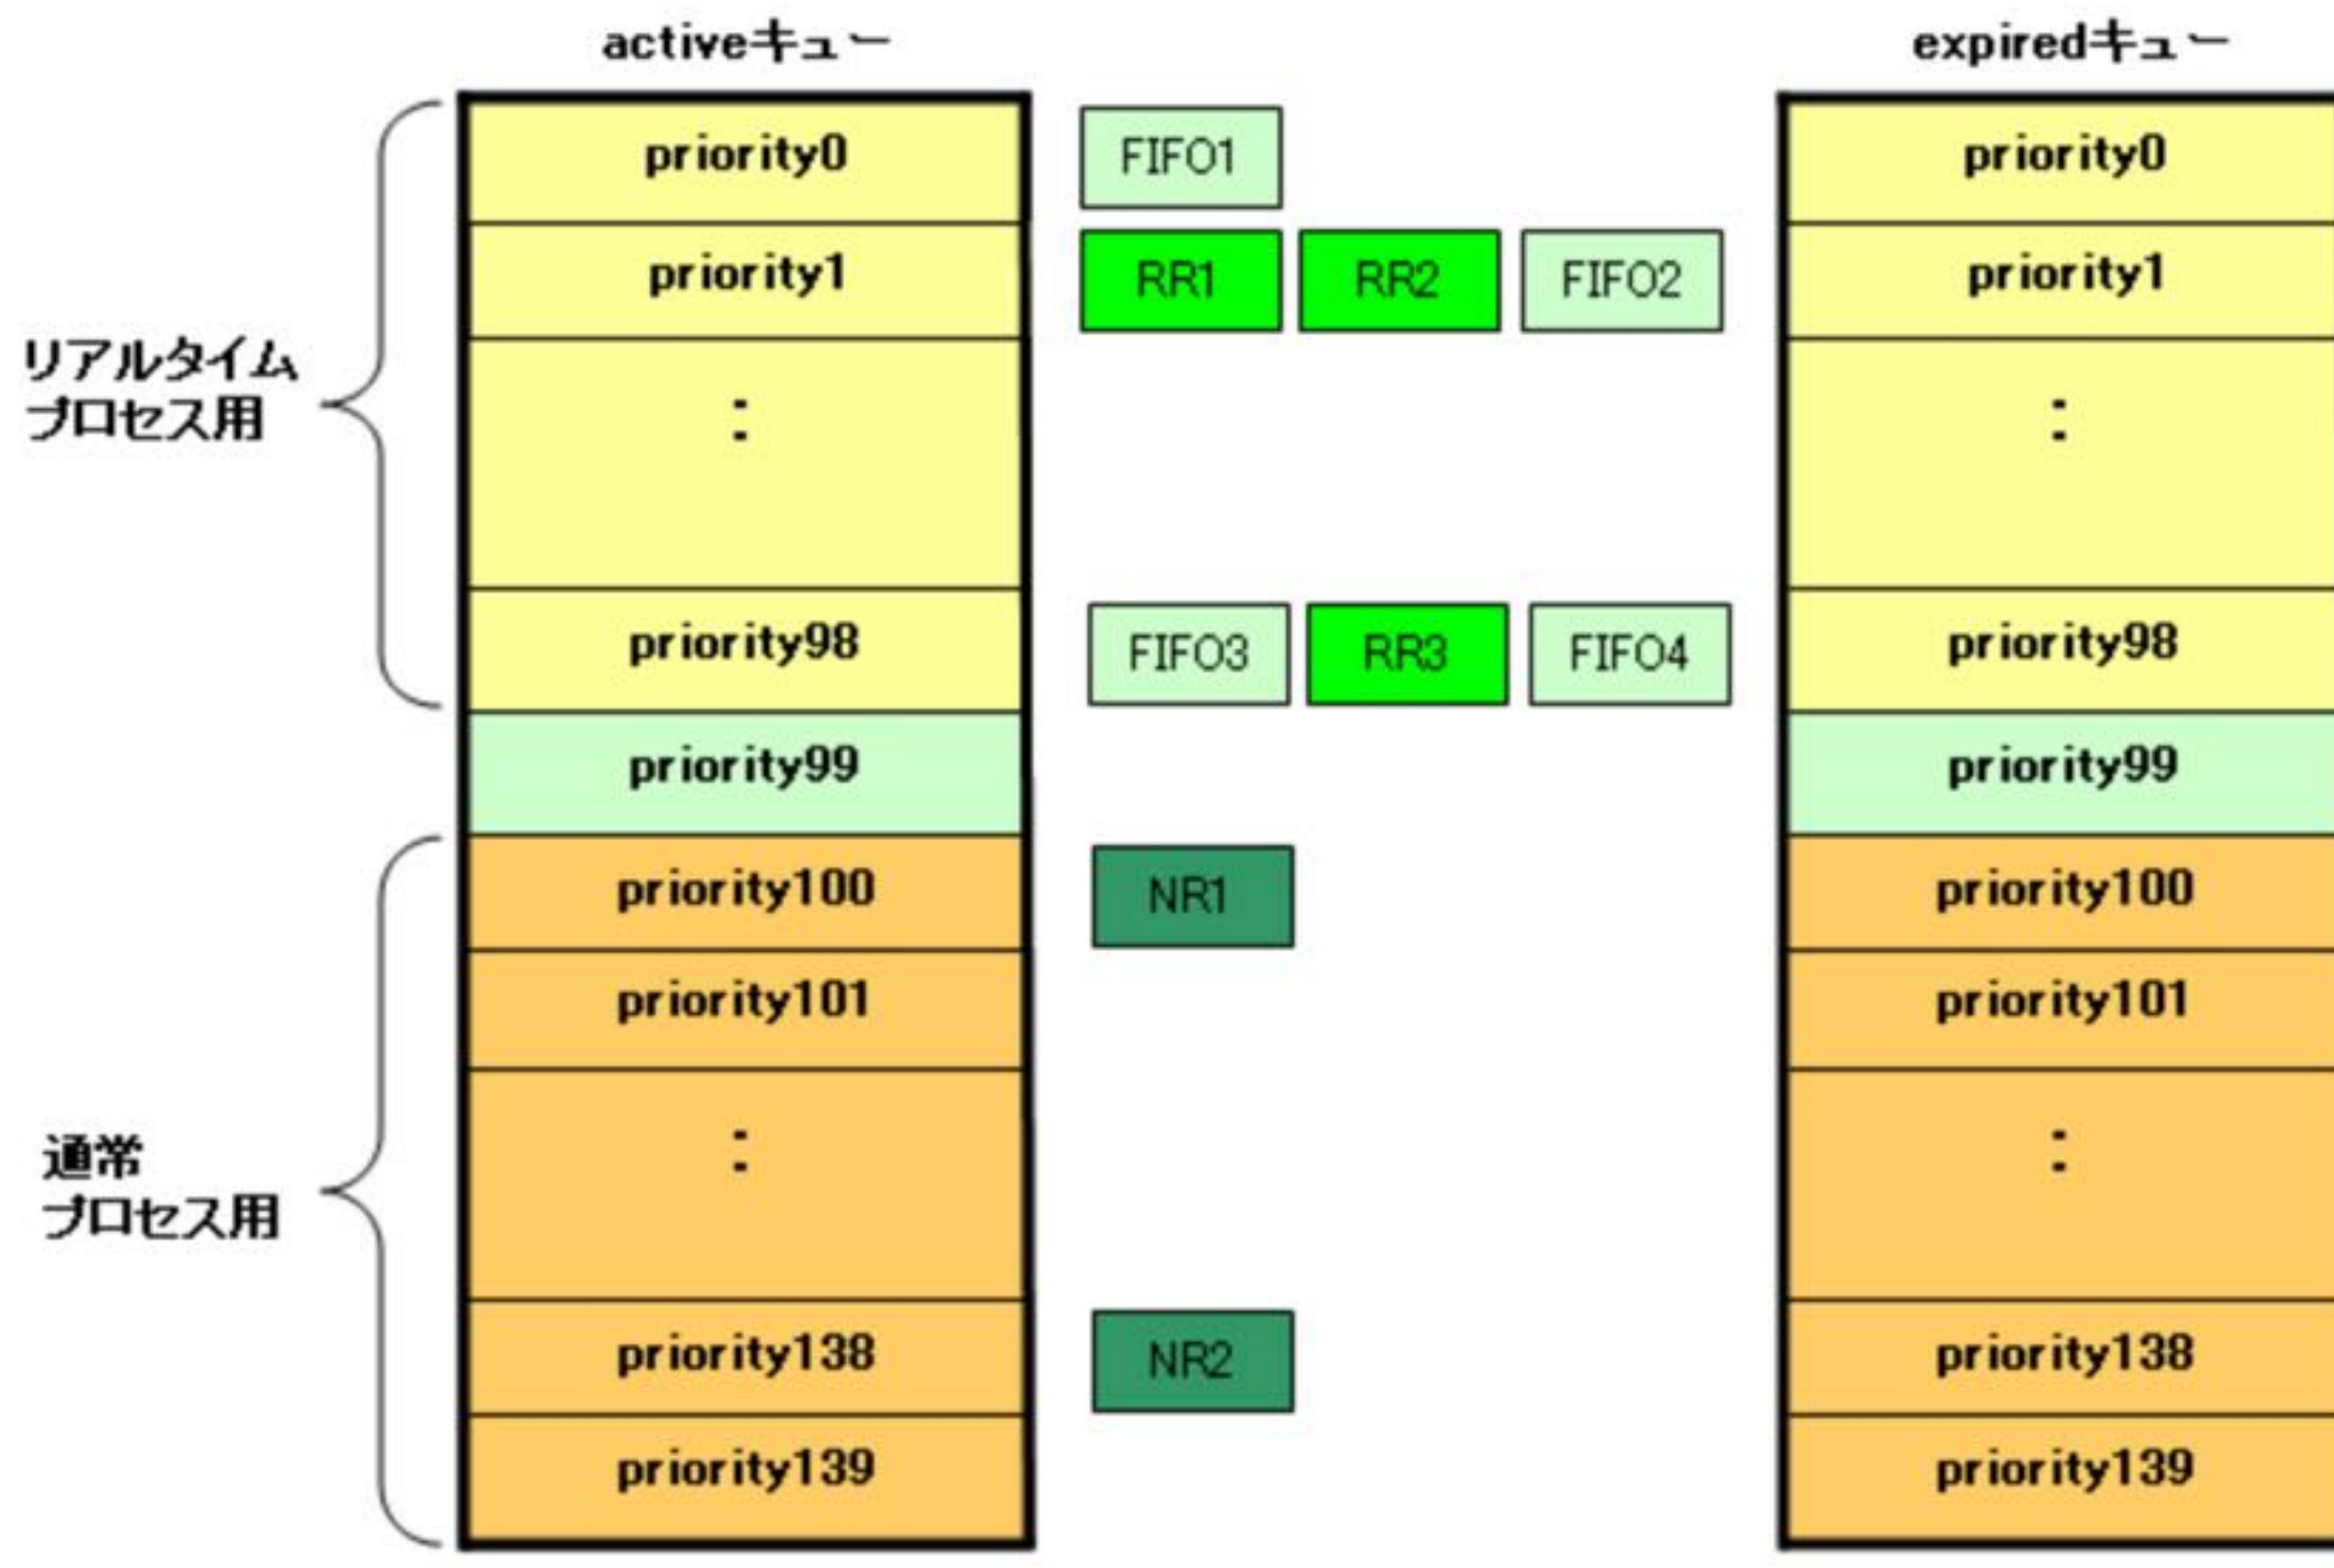 activeキュー
expiredキュー
リアルタイム
プロセス用
priority0
FIFO1
priority0
priority1
RR1
RR2
FIFO2
priority1
:
:
priority98
FIFO3
RR3
FIFO4
priority98
priority99
priority99
通常
プロセス用
priority100
NR1
priority100
priority101
priority101
:
:
priority138
NR2
priority138
priority139
priority139